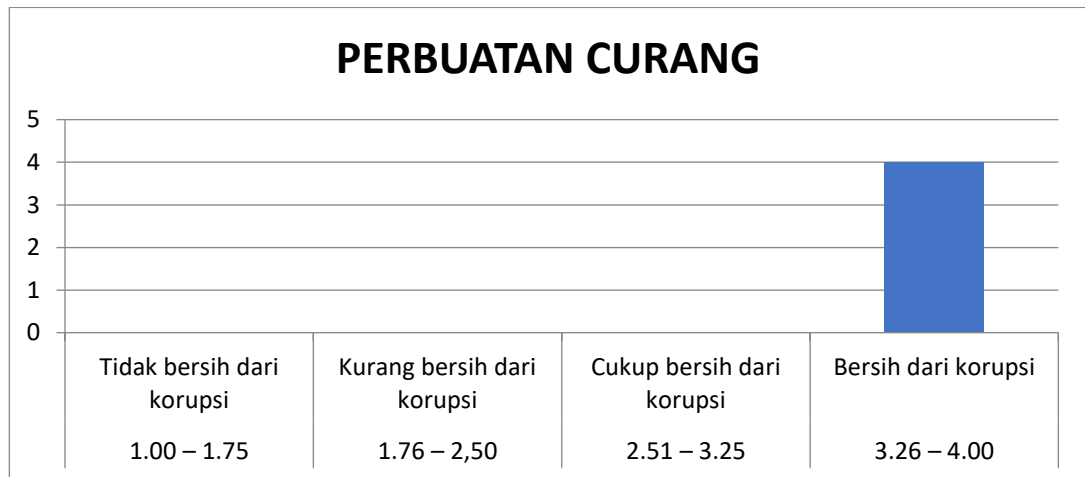 PERBUATAN CURANG
5
4
3
2
1
0
Tidak bersih dari korupsi
Kurang bersih dari korupsi
Cukup bersih dari korupsi
Bersih dari korupsi
1.00 – 1.75
1.76 – 2,50
2.51 – 3.25
3.26 – 4.00